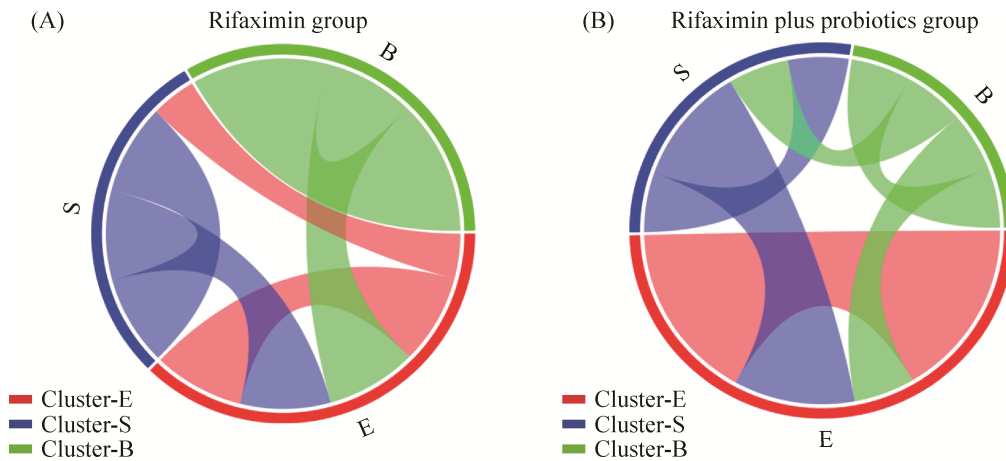 (A)
Rifaximin group
B
S
E
Cluster-E
Cluster-S
Cluster-B
(B)
Rifaximin plus probiotics group
S
B
E
Cluster-E
Cluster-S
Cluster-B